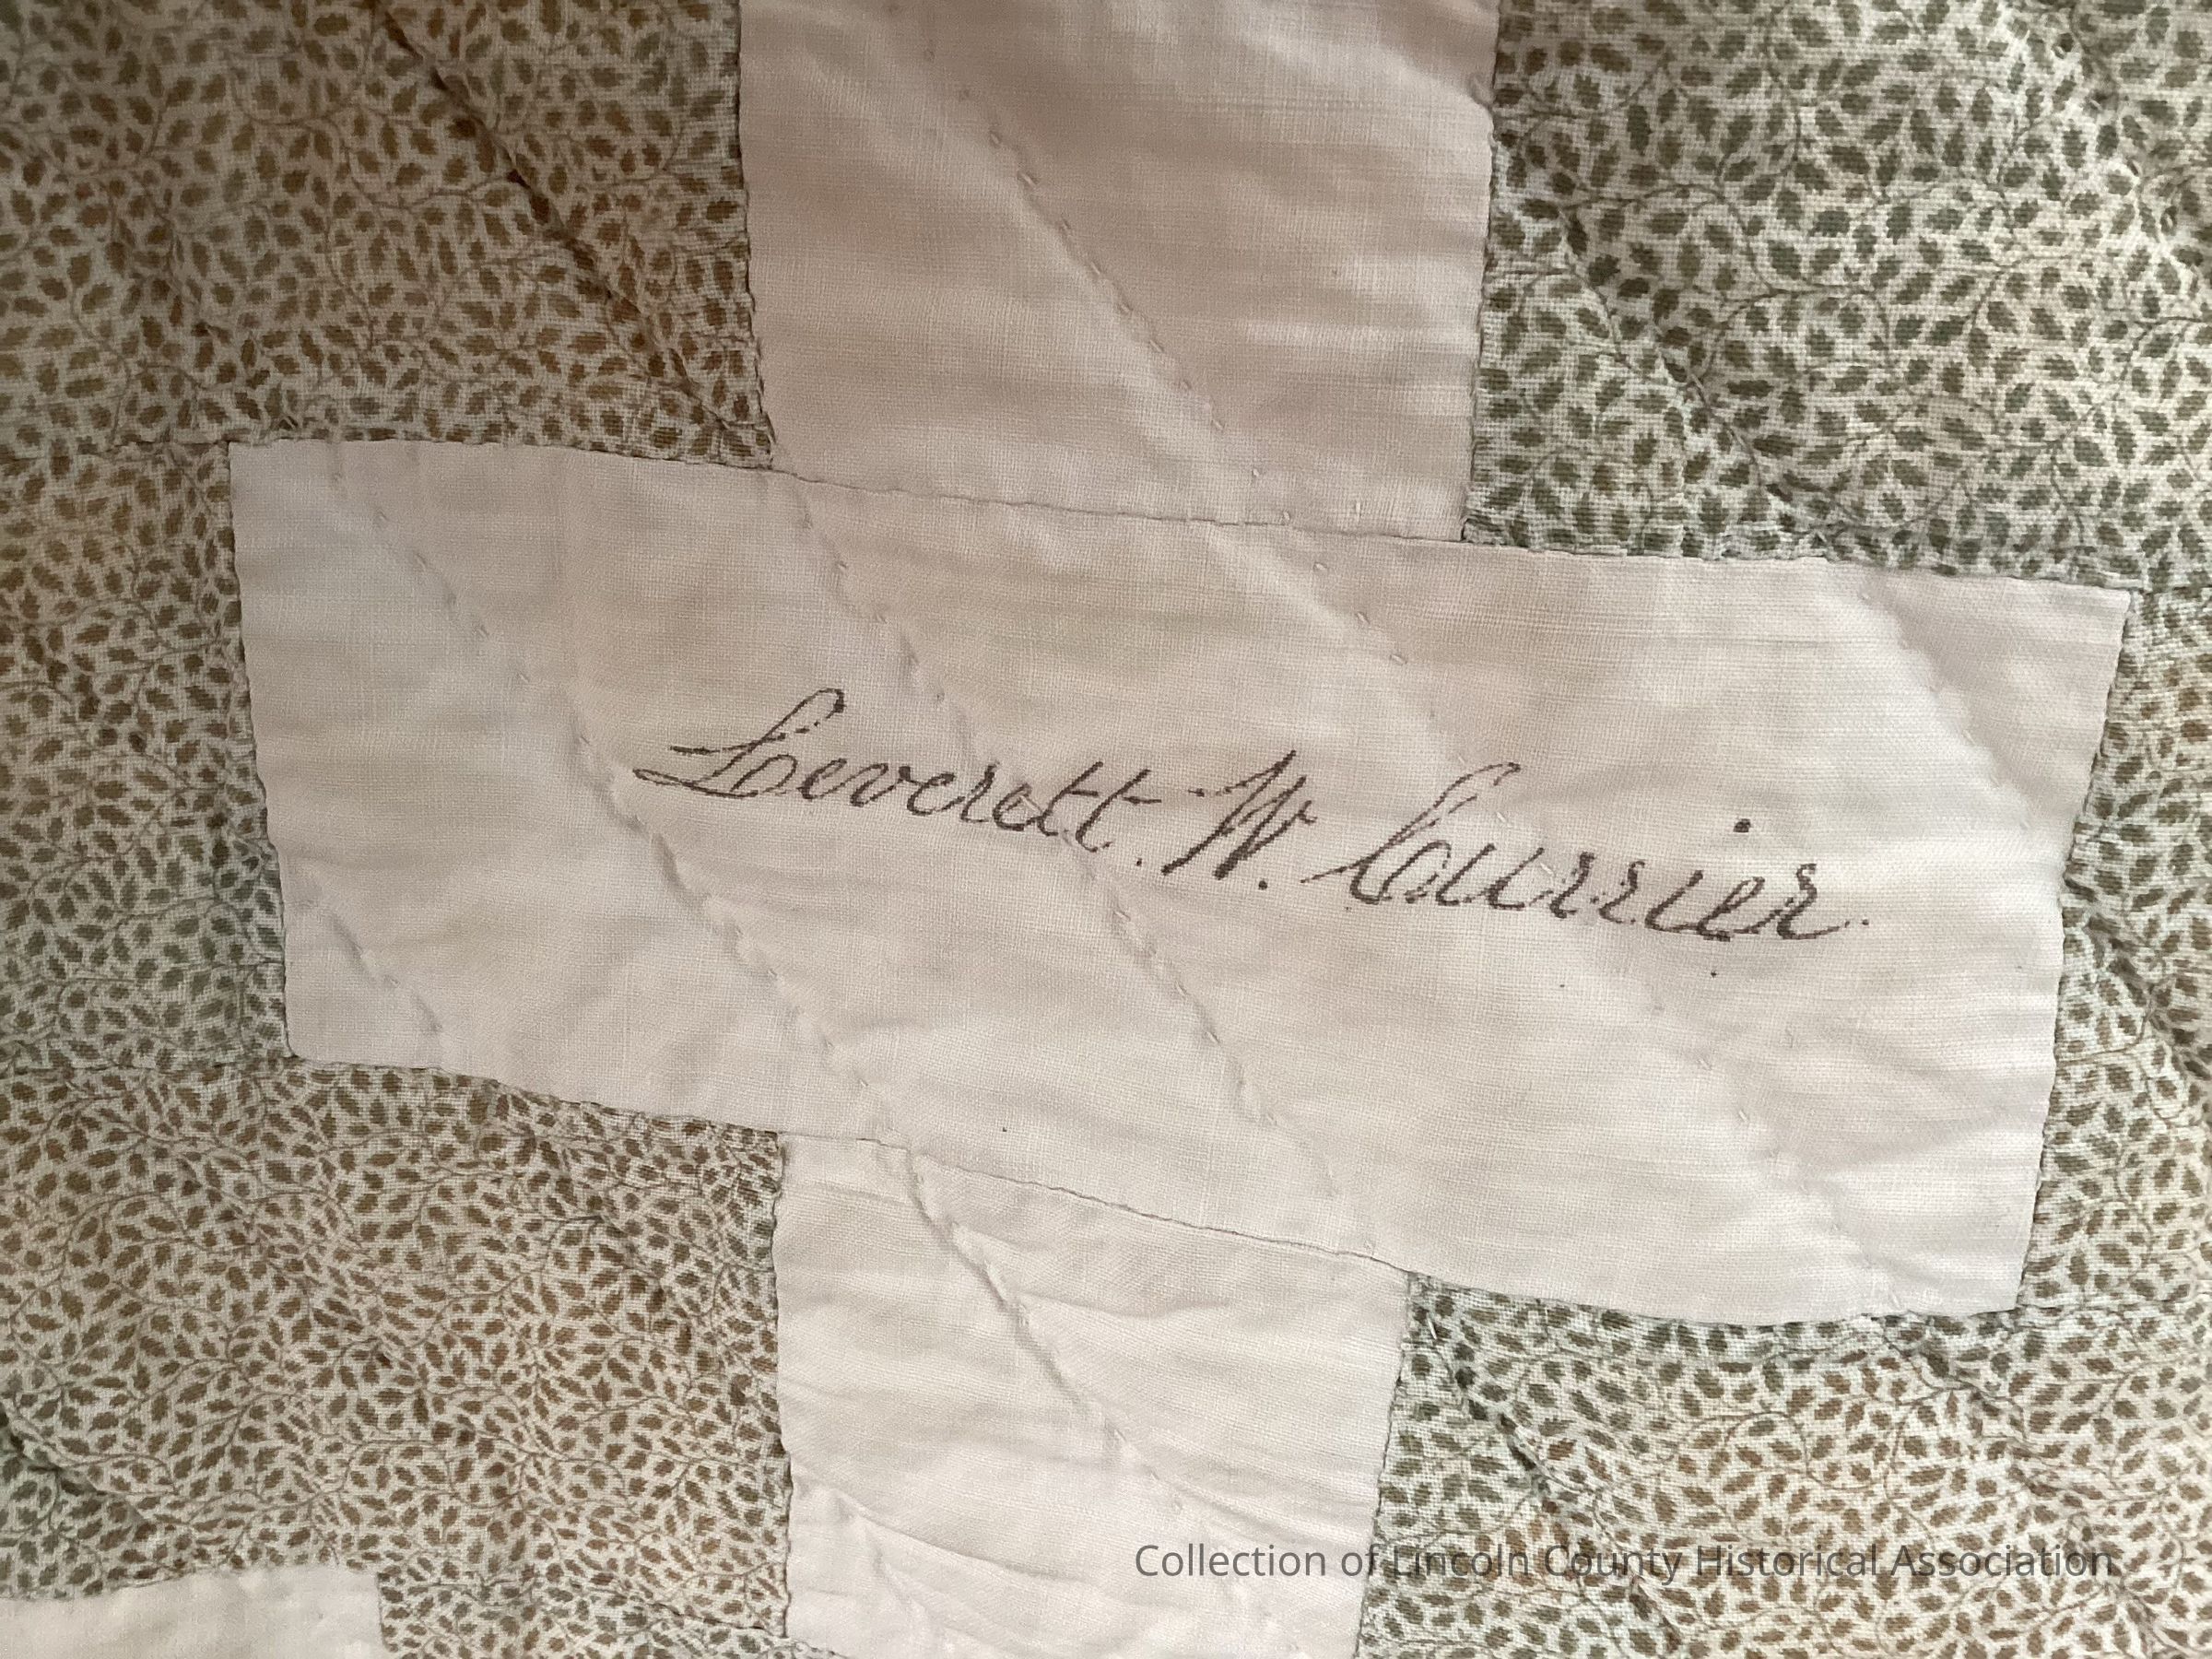 Leverett. W. Currier.
Collection of Lincoln County Historical Association